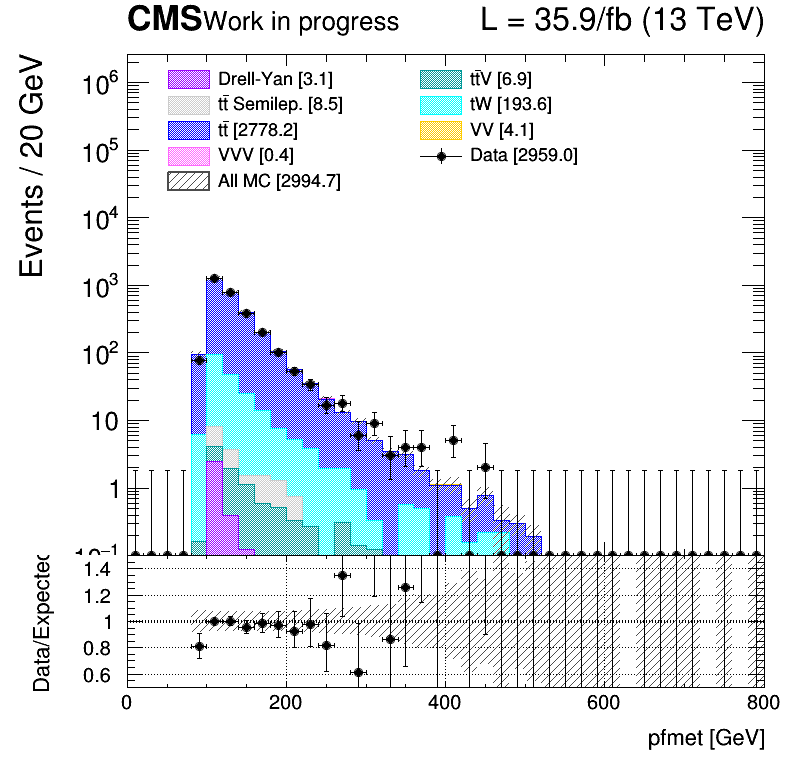 CMS Work in progress L = 35.9/fb (13 TeV)
Events / 20 GeV
Drell-Yan [3.1]
tt̄ Semilep. [8.5]
tt̄ [2778.2]
VVV [0.4]
All MC [2994.7]
tt̄V [6.9]
tW [193.6]
VV [4.1]
Data [2959.0]
10⁶
10⁵
10⁴
10³
10²
10
1
10⁻¹
Data/Expected
1.4
1.2
1
0.8
0.6
0 200 400 600 800
pfmet [GeV]